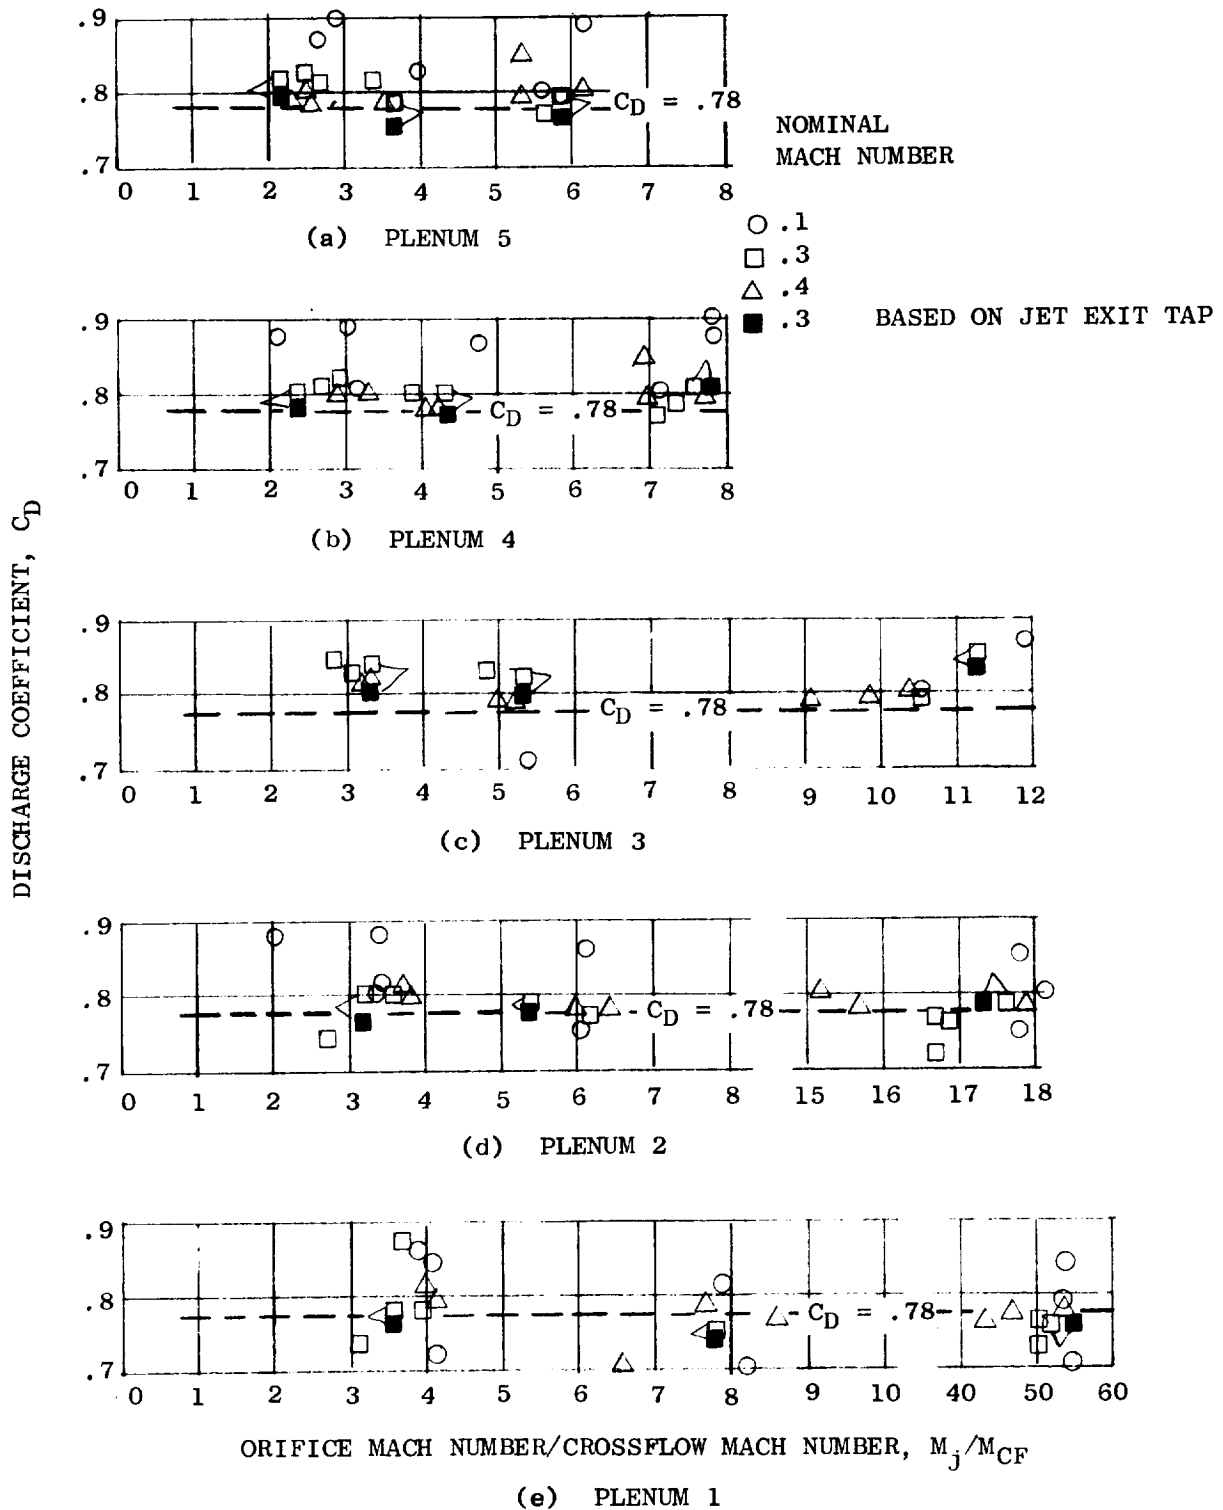 .9
.8
.7
C_D = .78
0 1 2 3 4 5 6 7 8
(a) PLENUM 5
NOMINAL
MACH NUMBER
○ .1
□ .3
△ .4
■ .3 BASED ON JET EXIT TAP
.9
.8
.7
C_D = .78
0 1 2 3 4 5 6 7 8
(b) PLENUM 4
DISCHARGE COEFFICIENT, C_D
.9
.8
.7
C_D = .78
0 1 2 3 4 5 6 7 8 9 10 11 12
(c) PLENUM 3
.9
.8
.7
C_D = .78
0 1 2 3 4 5 6 7 8 15 16 17 18
(d) PLENUM 2
.9
.8
.7
C_D = .78
0 1 2 3 4 5 6 7 8 9 10 40 50 60
ORIFICE MACH NUMBER/CROSSFLOW MACH NUMBER, M_j/M_CF
(e) PLENUM 1